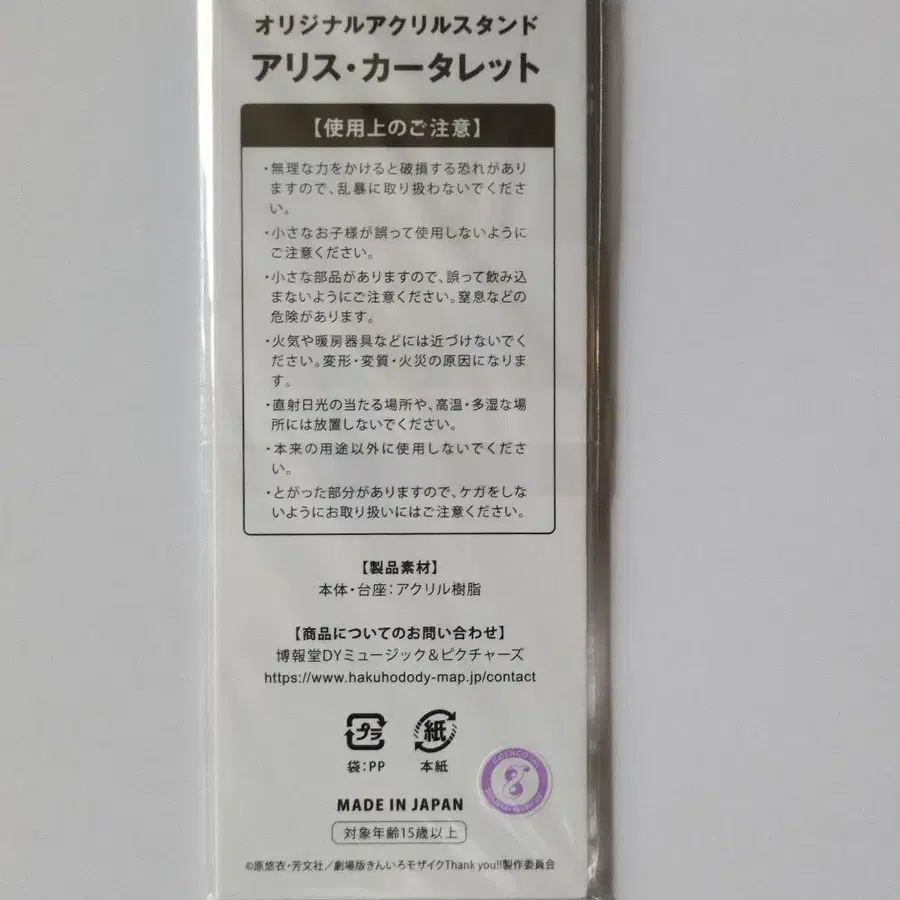 オリジナルアクリルスタンド
アリス・カータレット
【使用上のご注意】
・無理な力をかけると破損する恐れがあり
ますので、乱暴に取り扱わないでくださ
い。
・小さなお子様が誤って使用しないように
ご注意ください。
・小さな部品がありますので、誤って飲み込
まないようにご注意ください。窒息などの
危険があります。
・火気や暖房器具などには近づけないでく
ださい。変形・変質・火災の原因になりま
す。
・直射日光の当たる場所や、高温・多湿な場
所には放置しないでください。
・本来の用途以外に使用しないでくださ
い。
・とがった部分がありますので、ケガをしな
いようにお取り扱いにはご注意ください。
【製品素材】
本体・台座：アクリル樹脂
【商品についてのお問い合わせ】
博報堂DYミュージック&ピクチャーズ
https://www.hakuhodody-map.jp/contact
プラ 紙
袋：PP 本紙
MADE IN JAPAN
対象年齢15歳以上
©原悠衣・芳文社／劇場版きんいろモザイクThank you!!製作委員会